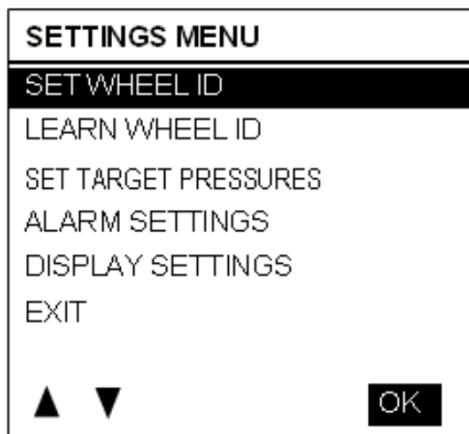 SETTINGS MENU
SET WHEEL ID
LEARN WHEEL ID
SET TARGET PRESSURES
ALARM SETTINGS
DISPLAY SETTINGS
EXIT
▲ ▼ OK